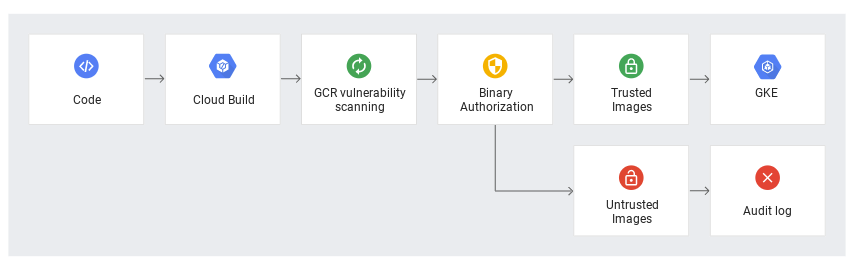 Code
Cloud Build
GCR vulnerability
scanning
Binary
Authorization
Trusted
Images
GKE
Untrusted
Images
Audit log